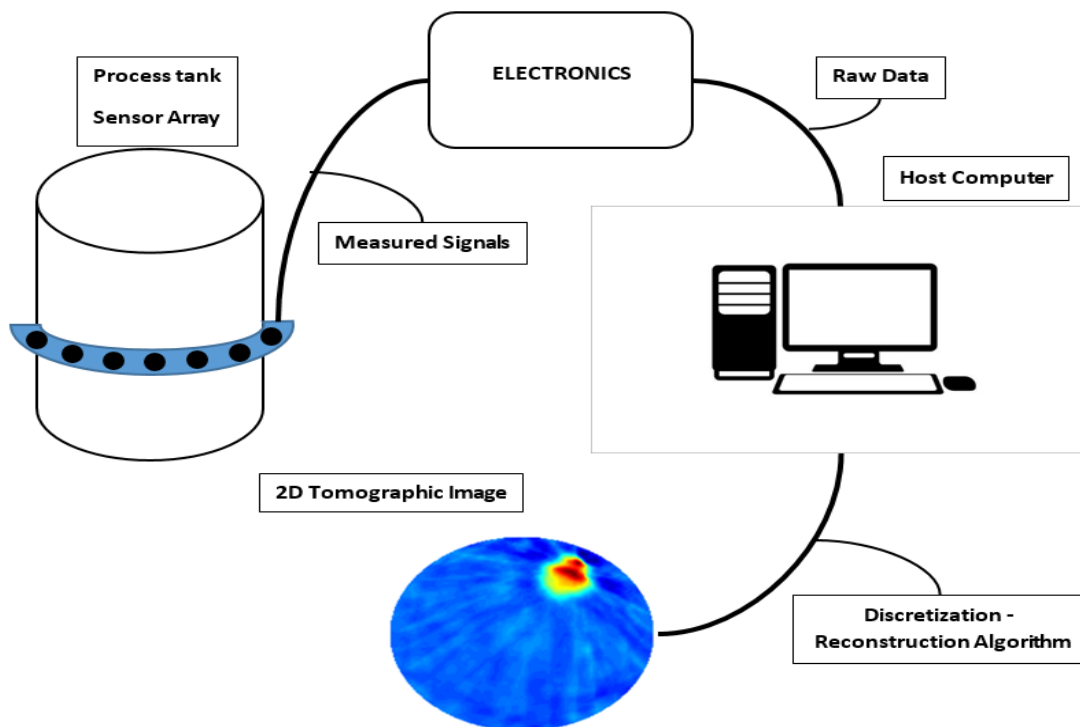 Process tank
Sensor Array
ELECTRONICS
Raw Data
Host Computer
Measured Signals
2D Tomographic Image
Discretization -
Reconstruction Algorithm